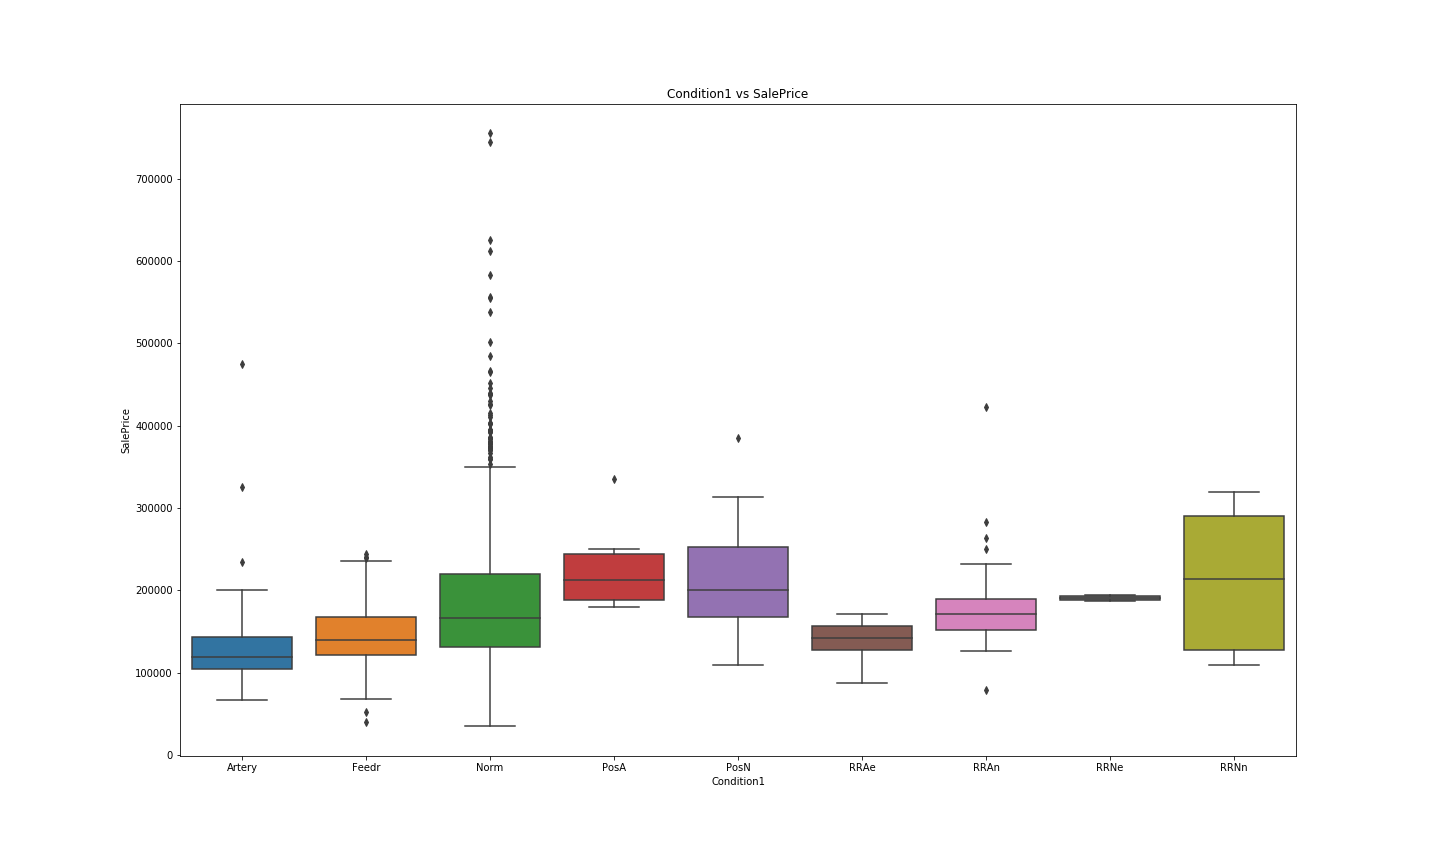 Condition1 vs SalePrice
SalePrice
700000
600000
500000
400000
300000
200000
100000
0
Artery Feedr Norm PosA PosN RRAe RRAn RRNe RRNn
Condition1